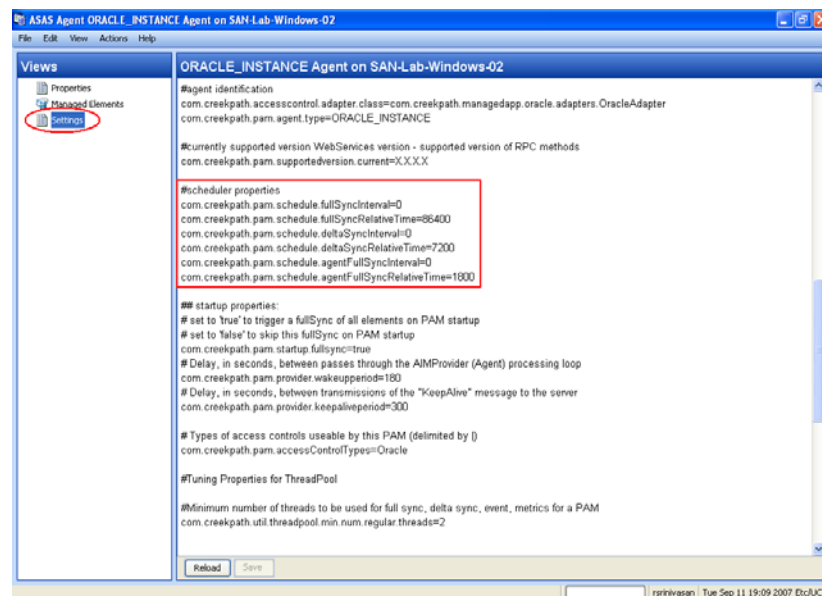 ASAS Agent ORACLE_INSTANCE Agent on SAN-Lab-Windows-02
File Edit View Actions Help
Views
Properties
Managed Elements
Settings
ORACLE_INSTANCE Agent on SAN-Lab-Windows-02
#agent identification
com.creekpath.accesscontrol.adapter.class=com.creekpath.managedapp.oracle.adapters.OracleAdapter
com.creekpath.pam.agent.type=ORACLE_INSTANCE
#currently supported version WebServices version - supported version of RPC methods
com.creekpath.pam.supportedversion.current=X.X.X.X
#scheduler properties
com.creekpath.pam.schedule.fullSyncInterval=0
com.creekpath.pam.schedule.fullSyncRelativeTime=86400
com.creekpath.pam.schedule.deltaSyncInterval=0
com.creekpath.pam.schedule.deltaSyncRelativeTime=7200
com.creekpath.pam.schedule.agentFullSyncInterval=0
com.creekpath.pam.schedule.agentFullSyncRelativeTime=1800
## startup properties:
# set to 'true' to trigger a fullSync of all elements on PAM startup
# set to 'false' to skip this fullSync on PAM startup
com.creekpath.pam.startup.fullsync=true
# Delay, in seconds, between passes through the AIMProvider (Agent) processing loop
com.creekpath.pam.provider.wakeupperiod=180
# Delay, in seconds, between transmissions of the "KeepAlive" message to the server
com.creekpath.pam.provider.keepaliveperiod=300
# Types of access controls useable by this PAM (delimited by |)
com.creekpath.pam.accessControlTypes=Oracle
#Tuning Properties for ThreadPool
#Minimum number of threads to be used for full sync, delta sync, event, metrics for a PAM
com.creekpath.util.threadpool.min.num.regular.threads=2
Reload Save
rsrinivasan Tue Sep 11 19:09 2007 Etc/UC